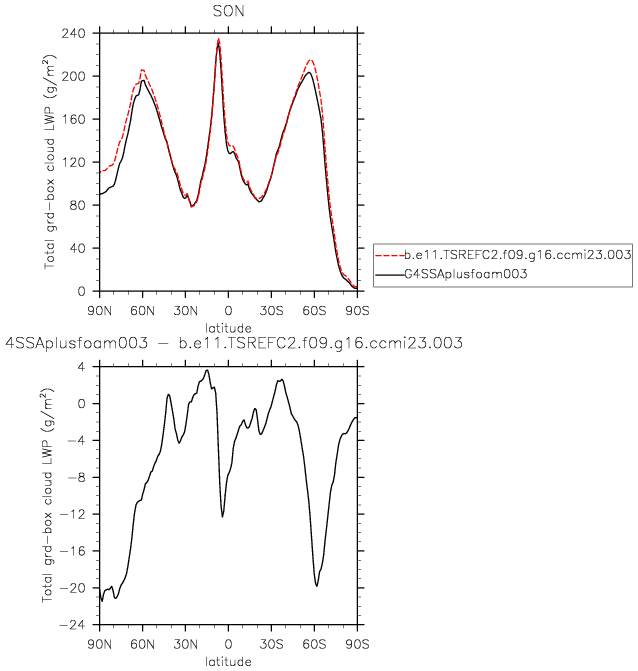 SON
Total grd-box cloud LWP (g/m²)
240
200
160
120
80
40
0
90N 60N 30N 0 30S 60S 90S
latitude
b.e11.TSREFC2.f09.g16.ccmi23.003
G4SSAplusfoam003
4SSAplusfoam003 − b.e11.TSREFC2.f09.g16.ccmi23.003
Total grd-box cloud LWP (g/m²)
4
0
−4
−8
−12
−16
−20
−24
90N 60N 30N 0 30S 60S 90S
latitude